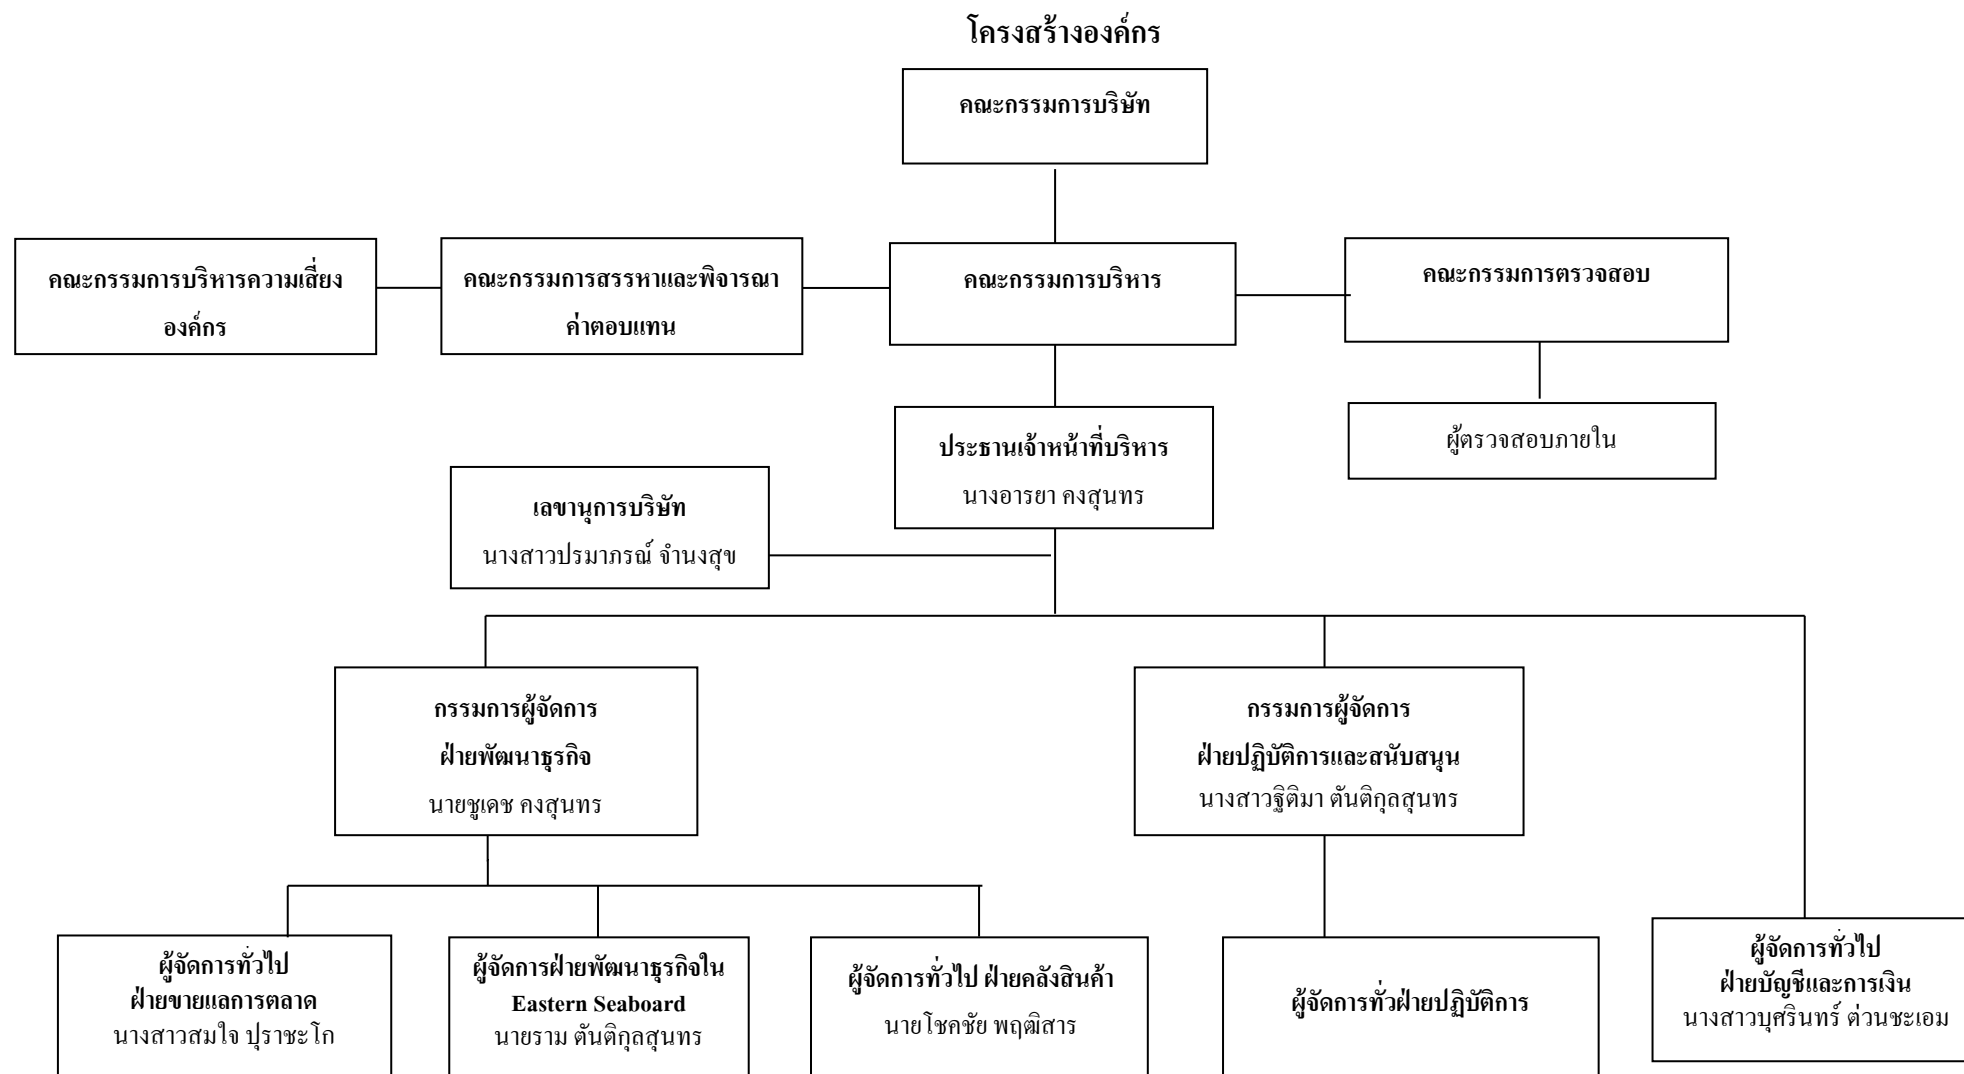 โครงสร้างองค์กร
คณะกรรมการบริษัท
คณะกรรมการบริหารความเสี่ยง
องค์กร
คณะกรรมการสรรหาและพิจารณา
ค่าตอบแทน
คณะกรรมการบริหาร
คณะกรรมการตรวจสอบ
ผู้ตรวจสอบภายใน
ประธานเจ้าหน้าที่บริหาร
นางอารยา คงสุนทร
เลขานุการบริษัท
นางสาวปรมาภรณ์ จำนงสุข
กรรมการผู้จัดการ
ฝ่ายพัฒนาธุรกิจ
นายชูเดช คงสุนทร
กรรมการผู้จัดการ
ฝ่ายปฏิบัติการและสนับสนุน
นางสาวฐิติมา ตันติกุลสุนทร
ผู้จัดการทั่วไป
ฝ่ายขายแลการตลาด
นางสาวสมใจ ปุราชะโก
ผู้จัดการฝ่ายพัฒนาธุรกิจใน
Eastern Seaboard
นายราม ตันติกุลสุนทร
ผู้จัดการทั่วไป ฝ่ายคลังสินค้า
นายโชคชัย พฤฒิสาร
ผู้จัดการทั่วฝ่ายปฏิบัติการ
ผู้จัดการทั่วไป
ฝ่ายบัญชีและการเงิน
นางสาวบุศรินทร์ ต่วนชะเอม